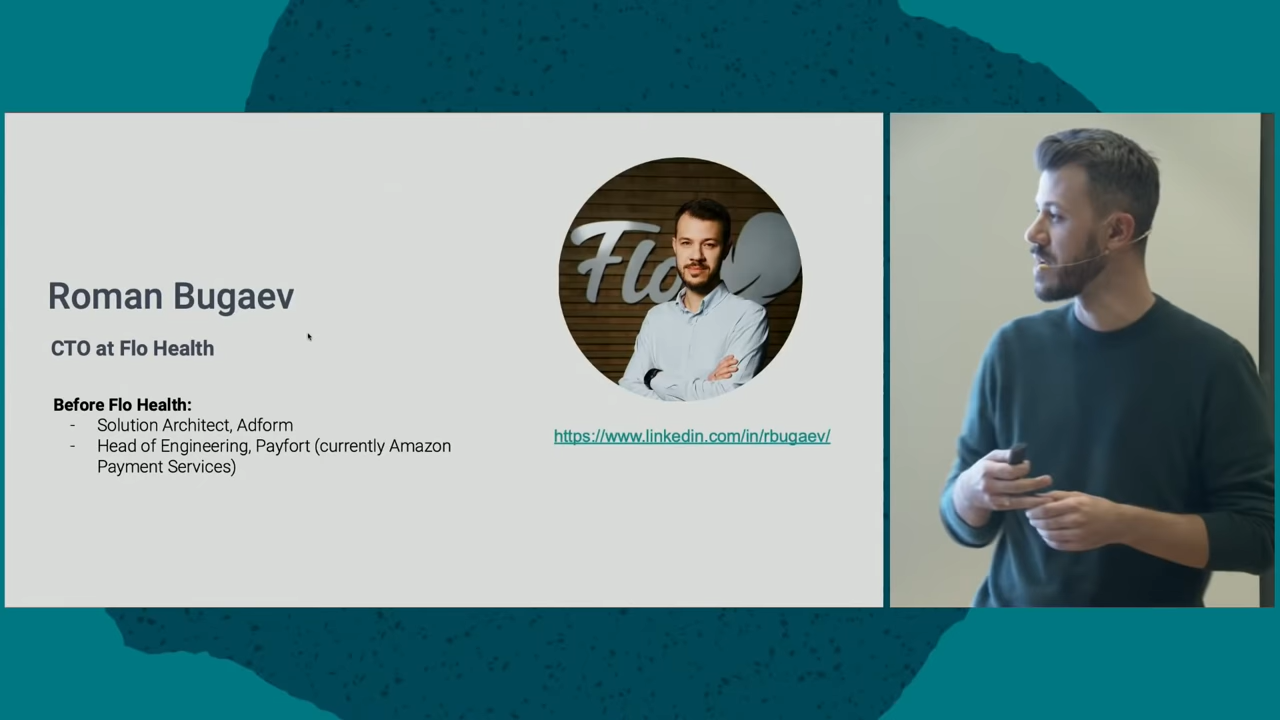 Roman Bugaev
CTO at Flo Health
Before Flo Health:
- Solution Architect, Adform
- Head of Engineering, Payfort (currently Amazon
Payment Services)
Flo
https://www.linkedin.com/in/rbugaev/